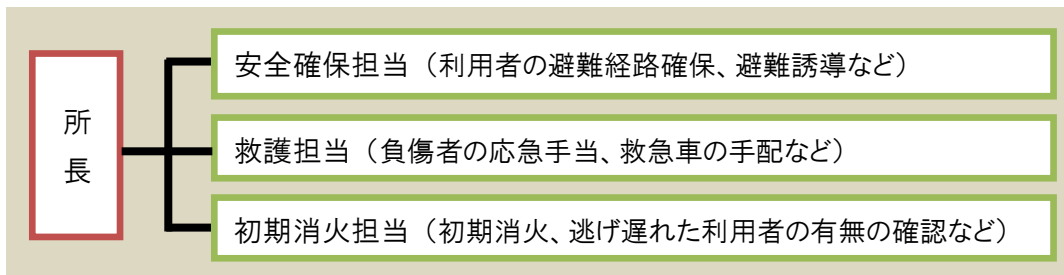 所長
安全確保担当（利用者の避難経路確保、避難誘導など）
救護担当（負傷者の応急手当、救急車の手配など）
初期消火担当（初期消火、逃げ遅れた利用者の有無の確認など）